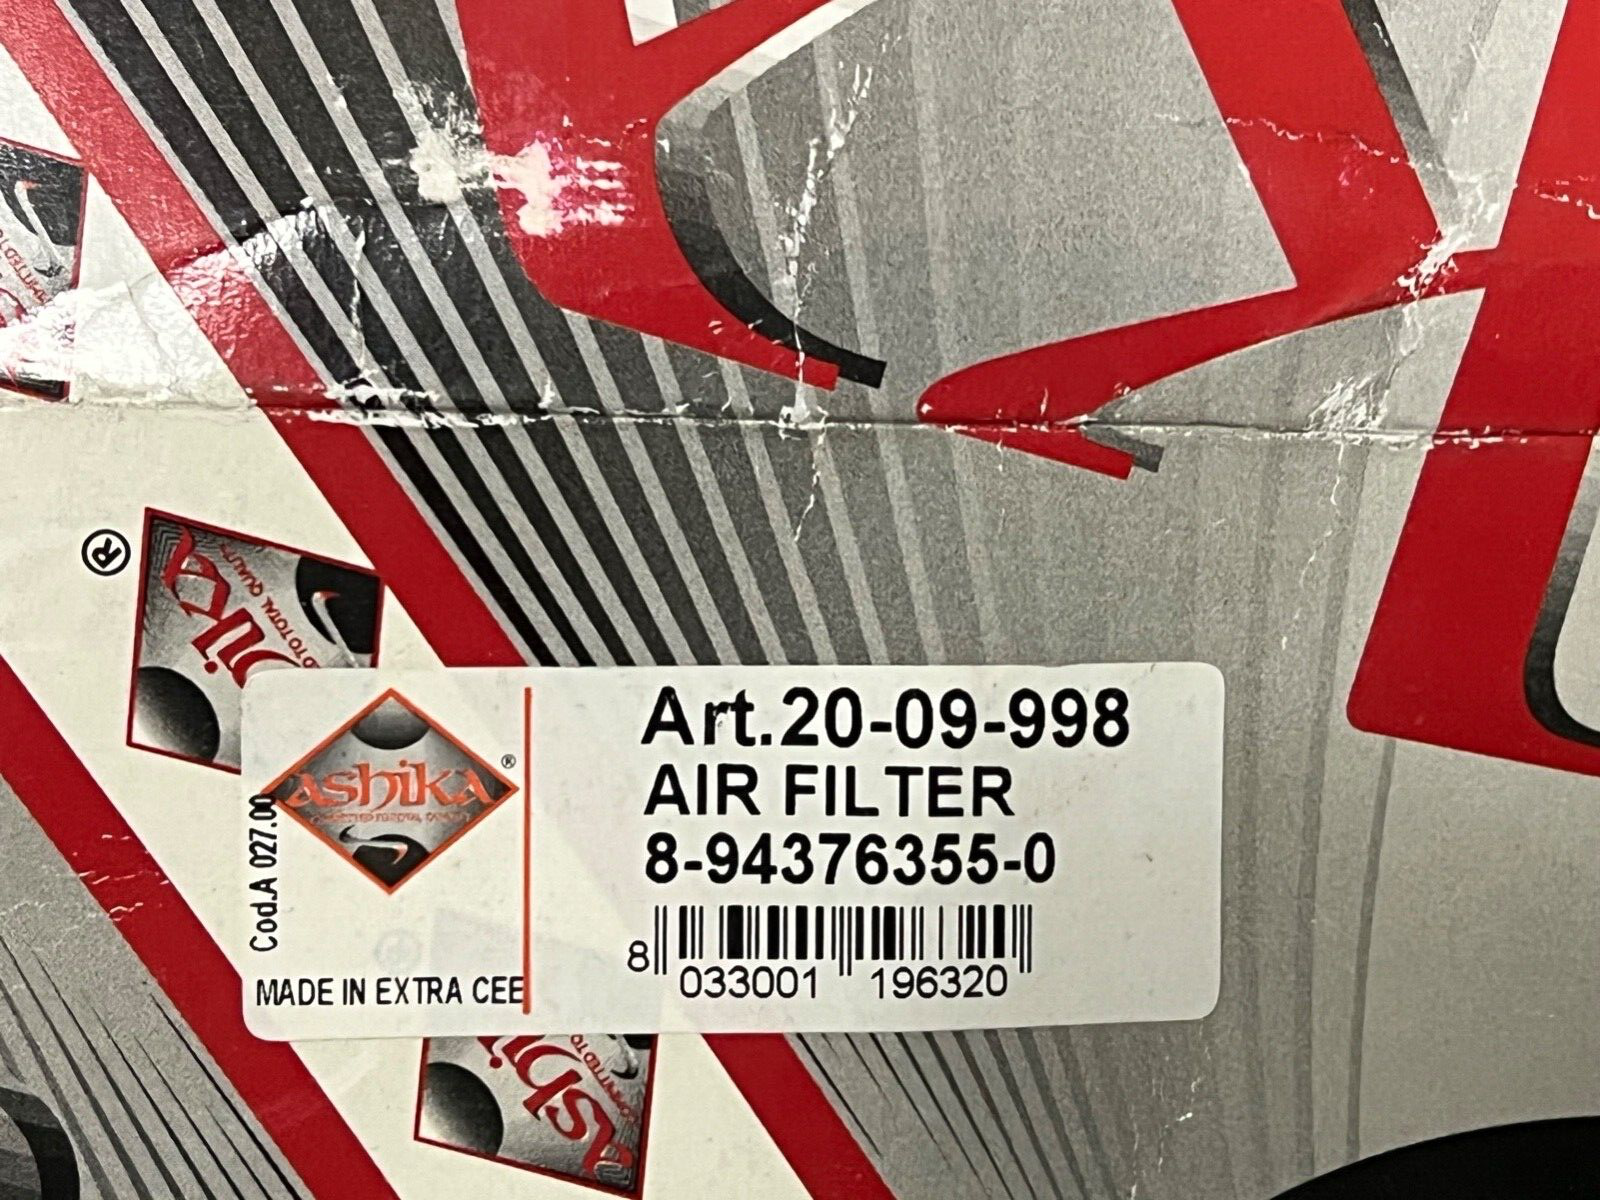 ®
ASHIKA
®
Cod.A 027.00
MADE IN EXTRA CEE
Art.20-09-998
AIR FILTER
8-94376355-0
8 033001 196320